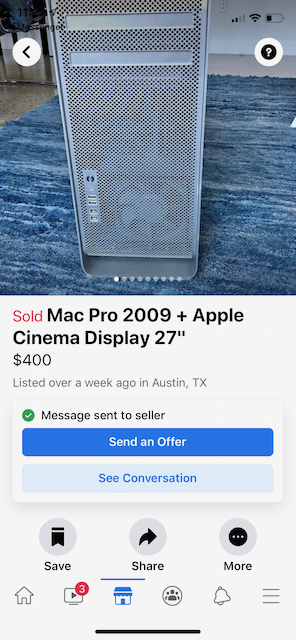 Sold Mac Pro 2009 + Apple
Cinema Display 27"
$400
Listed over a week ago in Austin, TX
Message sent to seller
Send an Offer
See Conversation
Save
Share
More
3